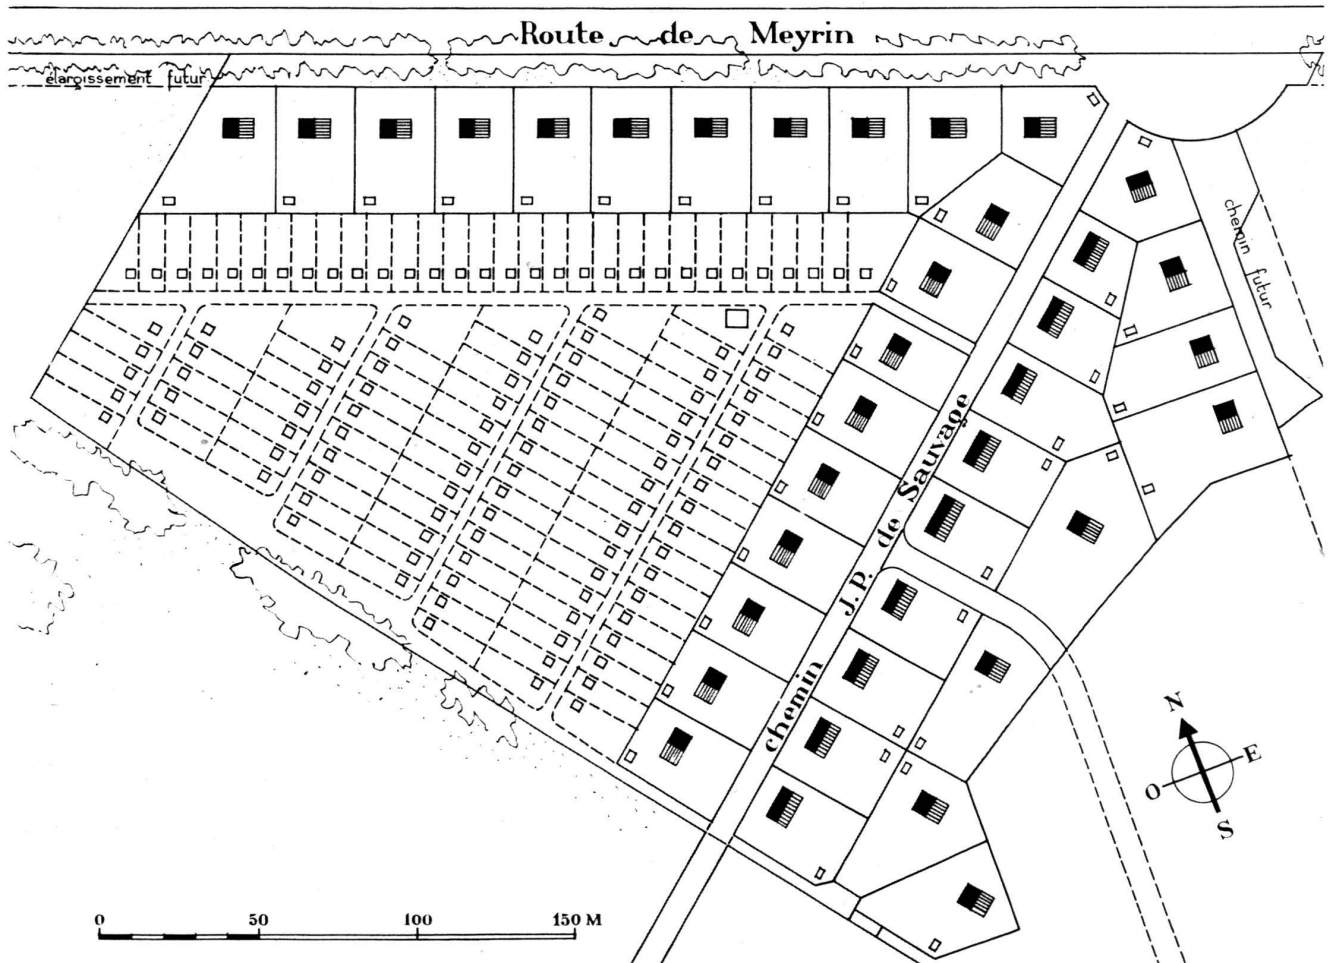 Route de Meyrin
élargissement futur
chemin futur
chemin J. P. de Sauvage
N
E
O
S
0 50 100 150 M